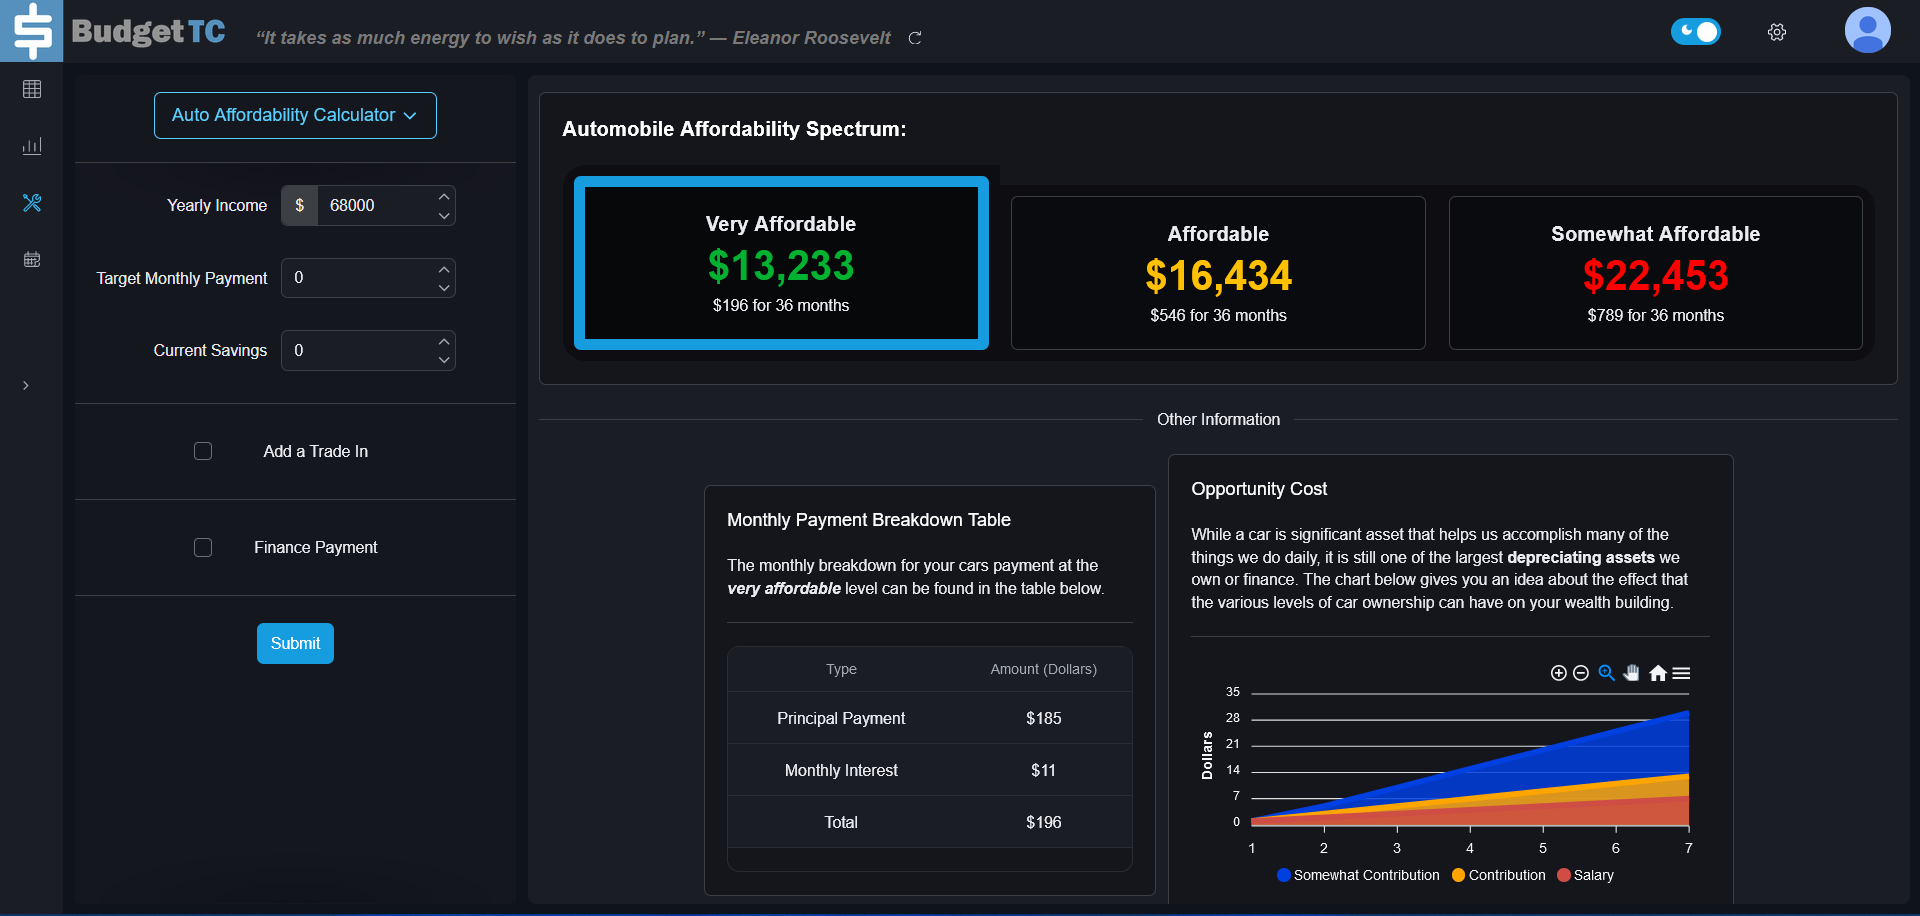 Budget TC
“It takes as much energy to wish as it does to plan.” — Eleanor Roosevelt
Auto Affordability Calculator
Yearly Income $ 68000
Target Monthly Payment 0
Current Savings 0
Add a Trade In
Finance Payment
Submit
Automobile Affordability Spectrum:
Very Affordable
$13,233
$196 for 36 months
Affordable
$16,434
$546 for 36 months
Somewhat Affordable
$22,453
$789 for 36 months
Other Information
Monthly Payment Breakdown Table
The monthly breakdown for your cars payment at the
very affordable level can be found in the table below.
Type Amount (Dollars)
Principal Payment $185
Monthly Interest $11
Total $196
Opportunity Cost
While a car is significant asset that helps us accomplish many of the
things we do daily, it is still one of the largest depreciating assets we
own or finance. The chart below gives you an idea about the effect that
the various levels of car ownership can have on your wealth building.
Dollars
35
28
21
14
7
0
1 2 3 4 5 6 7
Somewhat Contribution Contribution Salary